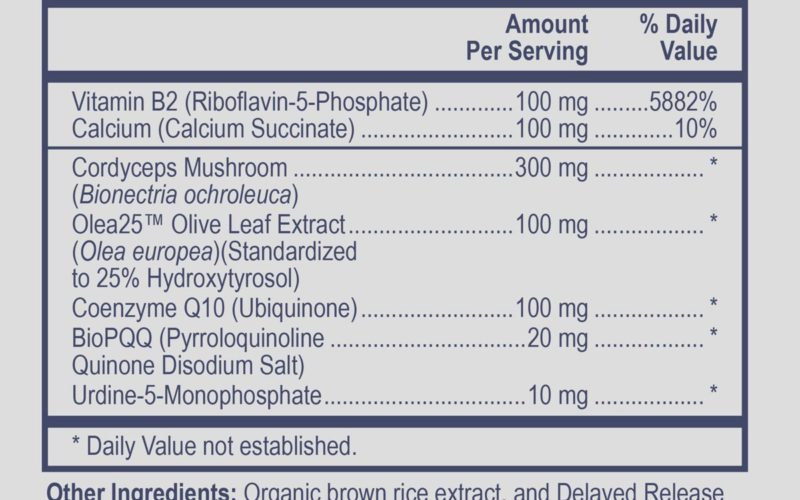 Amount % Daily
Per Serving Value
Vitamin B2 (Riboflavin-5-Phosphate) .............100 mg .........5882%
Calcium (Calcium Succinate) .........................100 mg .............10%
Cordyceps Mushroom ....................................300 mg .................. *
(Bionectria ochroleuca)
Olea25™ Olive Leaf Extract...........................100 mg .................. *
(Olea europea)(Standardized
to 25% Hydroxytyrosol)
Coenzyme Q10 (Ubiquinone).........................100 mg .................. *
BioPQQ (Pyrroloquinoline ................................20 mg .................. *
Quinone Disodium Salt)
Urdine-5-Monophosphate.................................10 mg .................. *
* Daily Value not established.
Other Ingredients: Organic brown rice extract, and Delayed Release